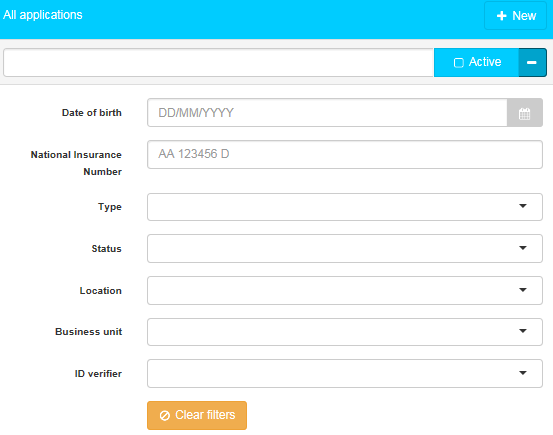 All applications
New
Active
Date of birth
DD/MM/YYYY
National Insurance
Number
AA 123456 D
Type
Status
Location
Business unit
ID verifier
Clear filters